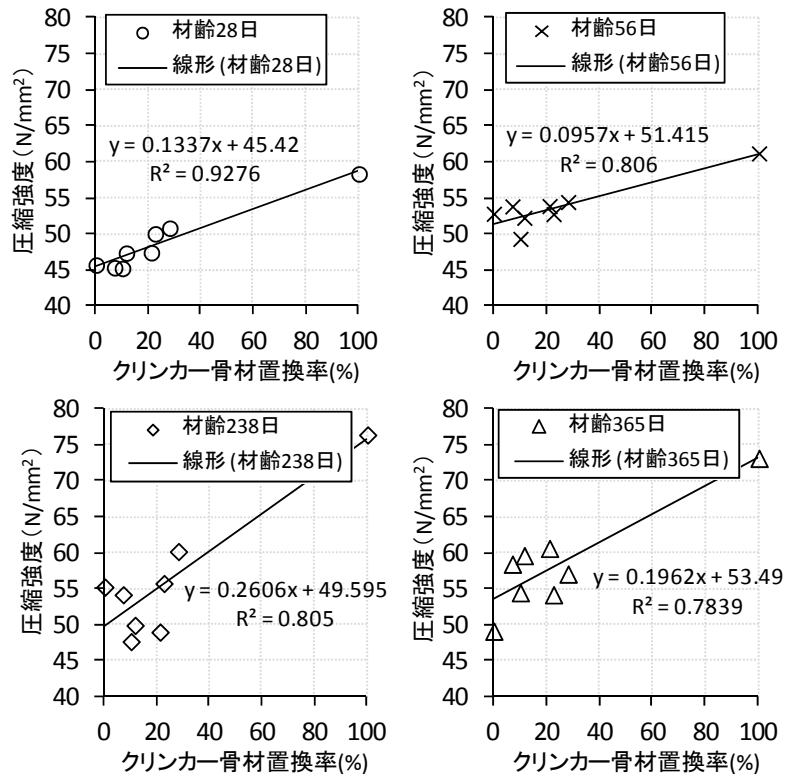 材齢28日
線形 (材齢28日)
y = 0.1337x + 45.42
R² = 0.9276
圧縮強度（N/mm²）
80
75
70
65
60
55
50
45
40
0 20 40 60 80 100
クリンカー骨材置換率(%)
材齢56日
線形 (材齢56日)
y = 0.0957x + 51.415
R² = 0.806
圧縮強度（N/mm²）
80
75
70
65
60
55
50
45
40
0 20 40 60 80 100
クリンカー骨材置換率(%)
材齢238日
線形 (材齢238日)
y = 0.2606x + 49.595
R² = 0.805
圧縮強度（N/mm²）
80
75
70
65
60
55
50
45
40
0 20 40 60 80 100
クリンカー骨材置換率(%)
材齢365日
線形 (材齢365日)
y = 0.1962x + 53.49
R² = 0.7839
圧縮強度（N/mm²）
80
75
70
65
60
55
50
45
40
0 20 40 60 80 100
クリンカー骨材置換率(%)